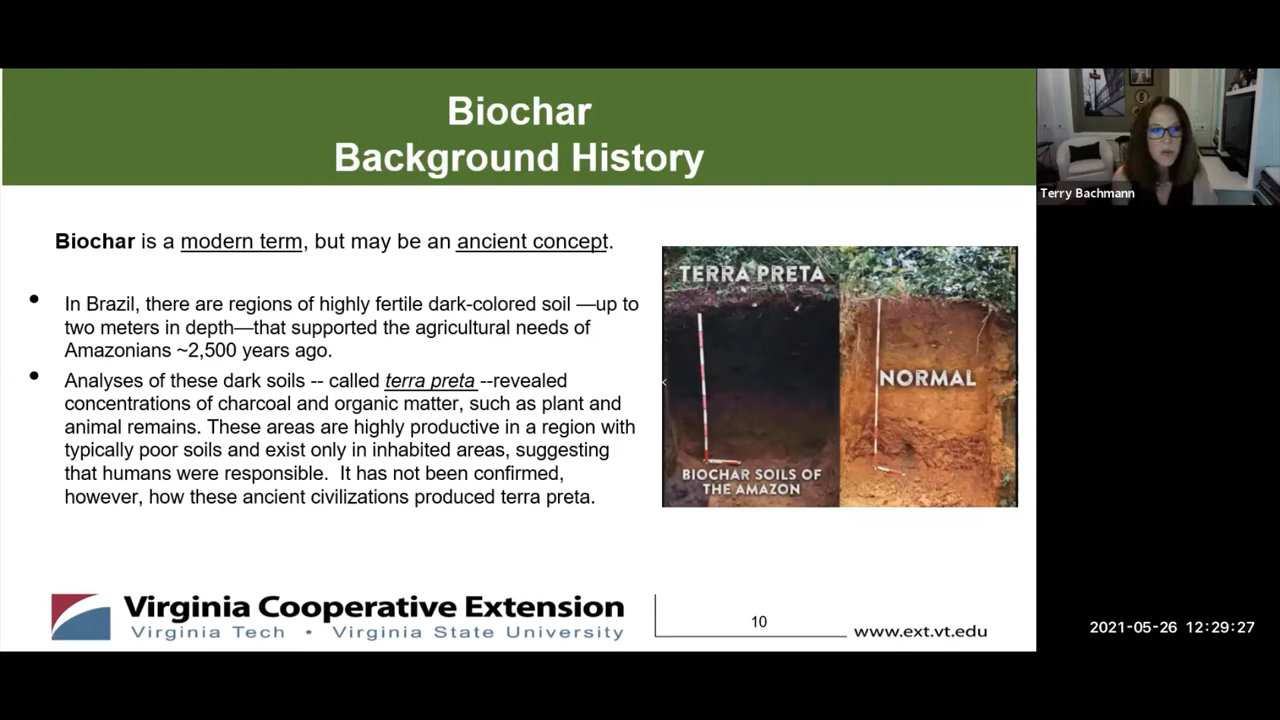 Biochar
Background History
Terry Bachmann
Biochar is a modern term, but may be an ancient concept.
• In Brazil, there are regions of highly fertile dark-colored soil —up to
two meters in depth—that supported the agricultural needs of
Amazonians ~2,500 years ago.
• Analyses of these dark soils -- called terra preta --revealed
concentrations of charcoal and organic matter, such as plant and
animal remains. These areas are highly productive in a region with
typically poor soils and exist only in inhabited areas, suggesting
that humans were responsible. It has not been confirmed,
however, how these ancient civilizations produced terra preta.
TERRA PRETA
NORMAL
BIOCHAR SOILS OF
THE AMAZON
Virginia Cooperative Extension
Virginia Tech • Virginia State University
10
www.ext.vt.edu
2021-05-26 12:29:27